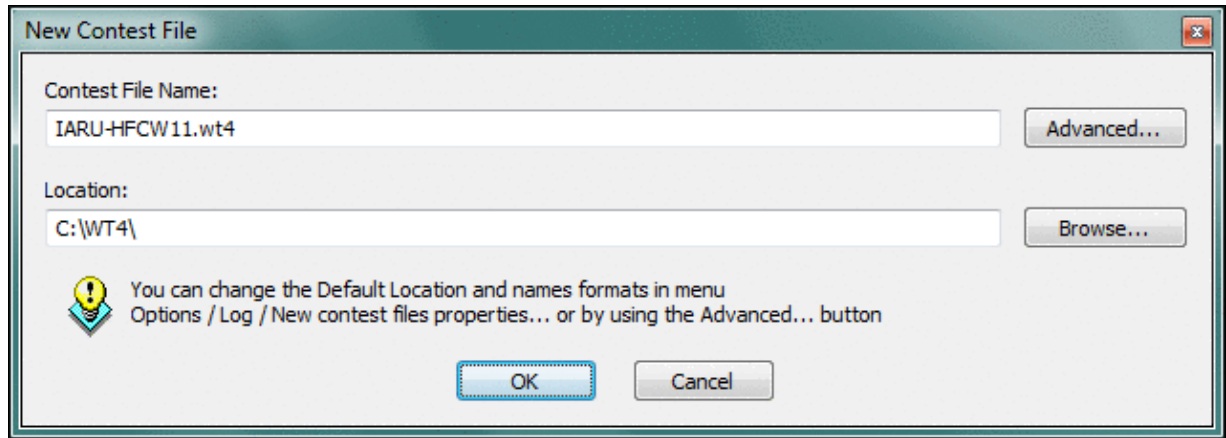 New Contest File
Contest File Name:
IARU-HFCW11.wt4
Advanced...
Location:
C:\WT4\
Browse...
You can change the Default Location and names formats in menu
Options / Log / New contest files properties... or by using the Advanced... button
OK
Cancel